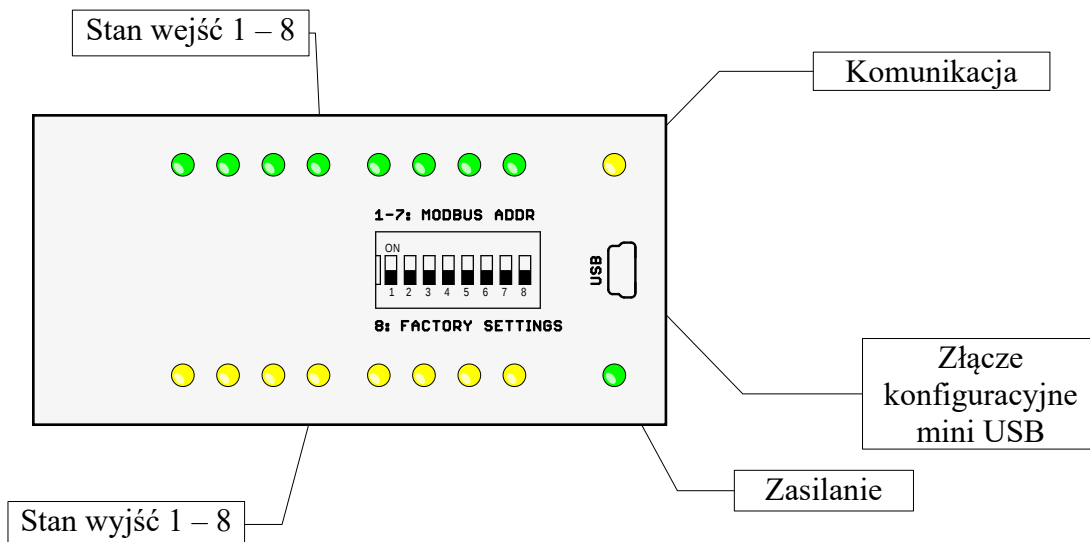 Stan wejść 1 – 8
Komunikacja
1-7: MODBUS ADDR
ON
1 2 3 4 5 6 7 8
USB
8: FACTORY SETTINGS
Złącze
konfiguracyjne
mini USB
Zasilanie
Stan wyjść 1 – 8